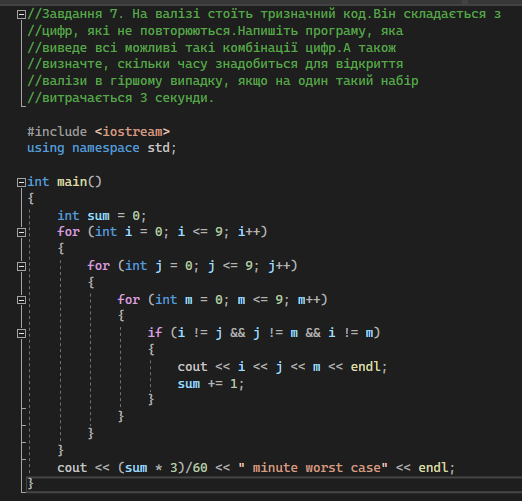 //Завдання 7. На валізі стоїть тризначний код.Він складається з
//цифр, які не повторюються.Напишіть програму, яка
//виведе всі можливі такі комбінації цифр.А також
//визначте, скільки часу знадобиться для відкриття
//валізи в гіршому випадку, якщо на один такий набір
//витрачається 3 секунди.
#include <iostream>
using namespace std;
int main()
{
int sum = 0;
for (int i = 0; i <= 9; i++)
{
for (int j = 0; j <= 9; j++)
{
for (int m = 0; m <= 9; m++)
{
if (i != j && j != m && i != m)
{
cout << i << j << m << endl;
sum += 1;
}
}
}
}
cout << (sum * 3)/60 << " minute worst case" << endl;
}